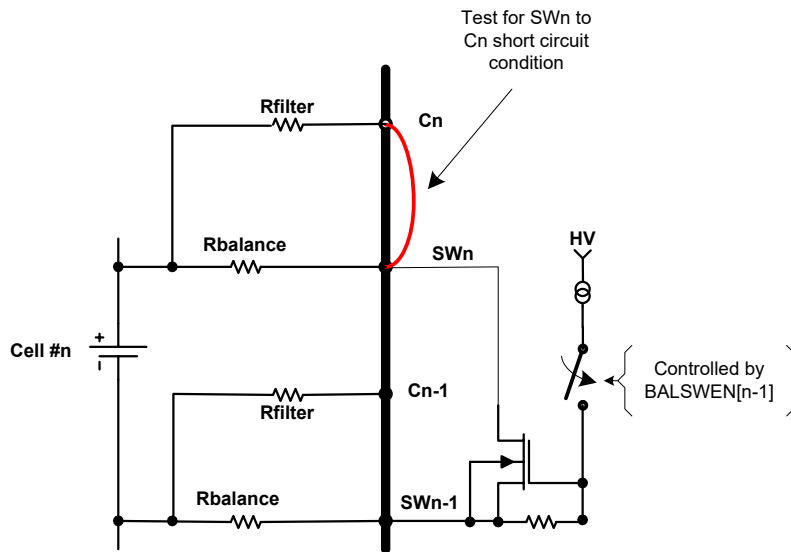 Test for SWn to
Cn short circuit
condition
Rfilter
Cn
Rbalance
SWn
HV
+
Cell #n
Controlled by
BALSWEN[n-1]
Cn-1
Rfilter
Rbalance
SWn-1